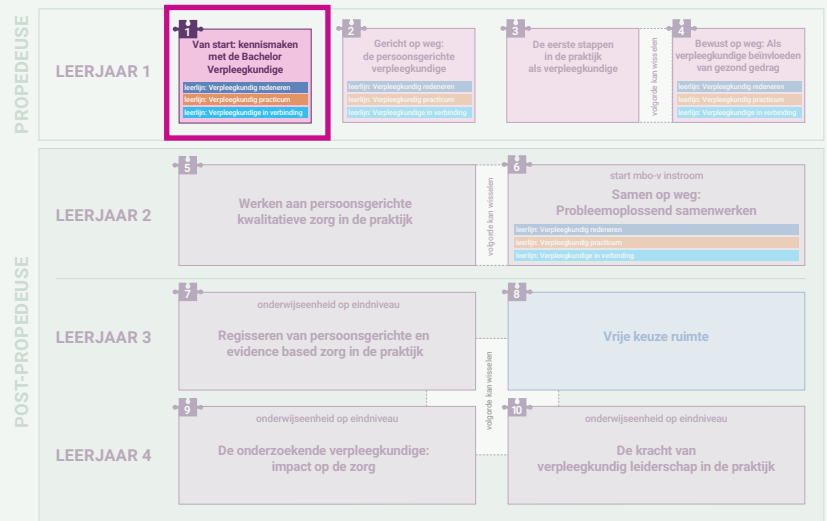 PROPEDEUSE
LEERJAAR 1
1
Van start: kennismaken
met de Bachelor
Verpleegkundige
leerlijn: Verpleegkundig redeneren
leerlijn: Verpleegkundig practicum
leerlijn: Verpleegkundige in verbinding
2
Gericht op weg:
de persoonsgerichte
verpleegkundige
leerlijn: Verpleegkundig redeneren
leerlijn: Verpleegkundig practicum
leerlijn: Verpleegkundige in verbinding
3
De eerste stappen
in de praktijk
als verpleegkundige
volgorde kan wisselen
4
Bewust op weg: Als
verpleegkundige beïnvloeden
van gezond gedrag
leerlijn: Verpleegkundig redeneren
leerlijn: Verpleegkundig practicum
leerlijn: Verpleegkundige in verbinding
POST-PROPEDEUSE
LEERJAAR 2
5
Werken aan persoonsgerichte
kwalitatieve zorg in de praktijk
volgorde kan wisselen
6
start mbo-v instroom
Samen op weg:
Probleemoplossend samenwerken
leerlijn: Verpleegkundig redeneren
leerlijn: Verpleegkundig practicum
leerlijn: Verpleegkundige in verbinding
LEERJAAR 3
7
onderwijseenheid op eindniveau
Regisseren van persoonsgerichte en
evidence based zorg in de praktijk
8
Vrije keuze ruimte
volgorde kan wisselen
LEERJAAR 4
9
onderwijseenheid op eindniveau
De onderzoekende verpleegkundige:
impact op de zorg
10
onderwijseenheid op eindniveau
De kracht van
verpleegkundig leiderschap in de praktijk